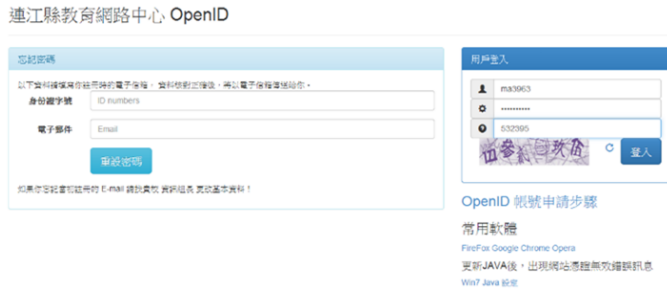 連江縣教育網路中心 OpenID
忘記密碼
以下資料請填寫你註冊時的電子信箱, 資料核對正確後, 將以電子信箱傳送給你。
身份證字號
ID numbers
電子郵件
Email
重設密碼
如果你忘記當初註冊的 E-mail 請找貴校 資訊組長 更改基本資料!
用戶登入
ma3963
532395
登入
OpenID 帳號申請步驟
常用軟體
FireFox Google Chrome Opera
更新JAVA後,出現網站憑證無效錯誤訊息
Win7 Java 設定